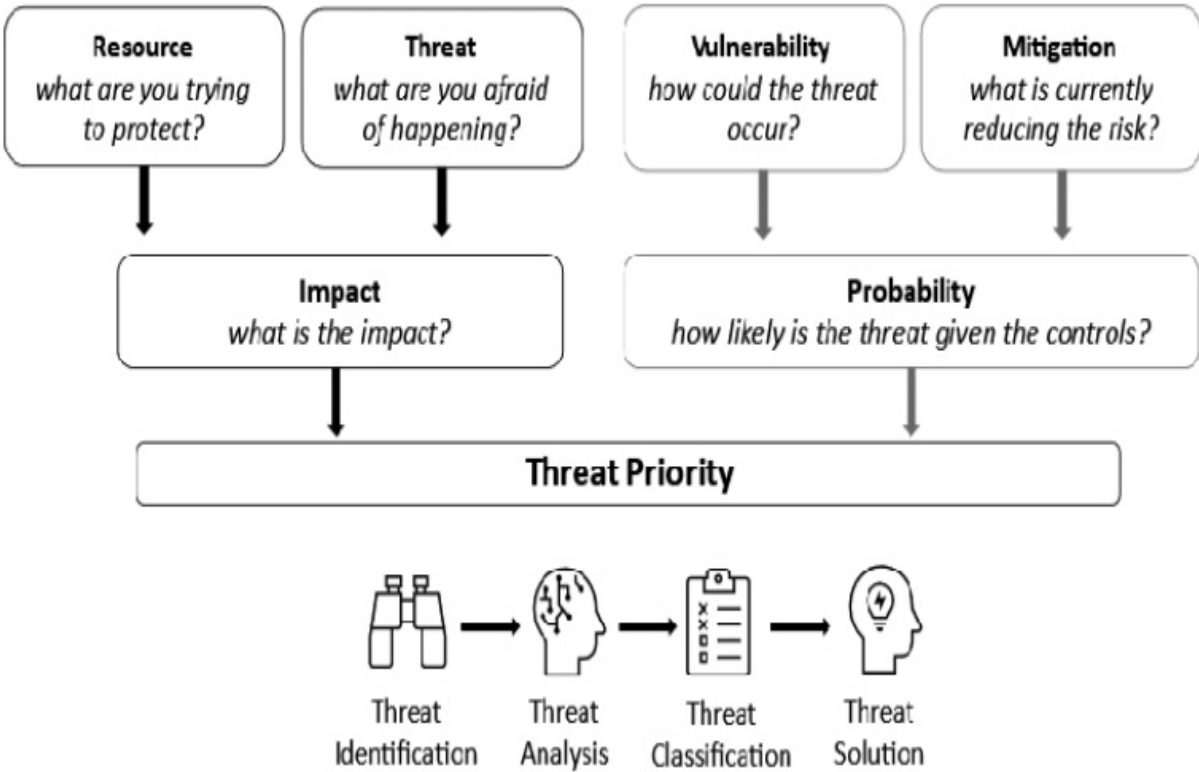 Resource
what are you trying
to protect?
Threat
what are you afraid
of happening?
Vulnerability
how could the threat
occur?
Mitigation
what is currently
reducing the risk?
Impact
what is the impact?
Probability
how likely is the threat given the controls?
Threat Priority
Threat
Identification
Threat
Analysis
Threat
Classification
Threat
Solution